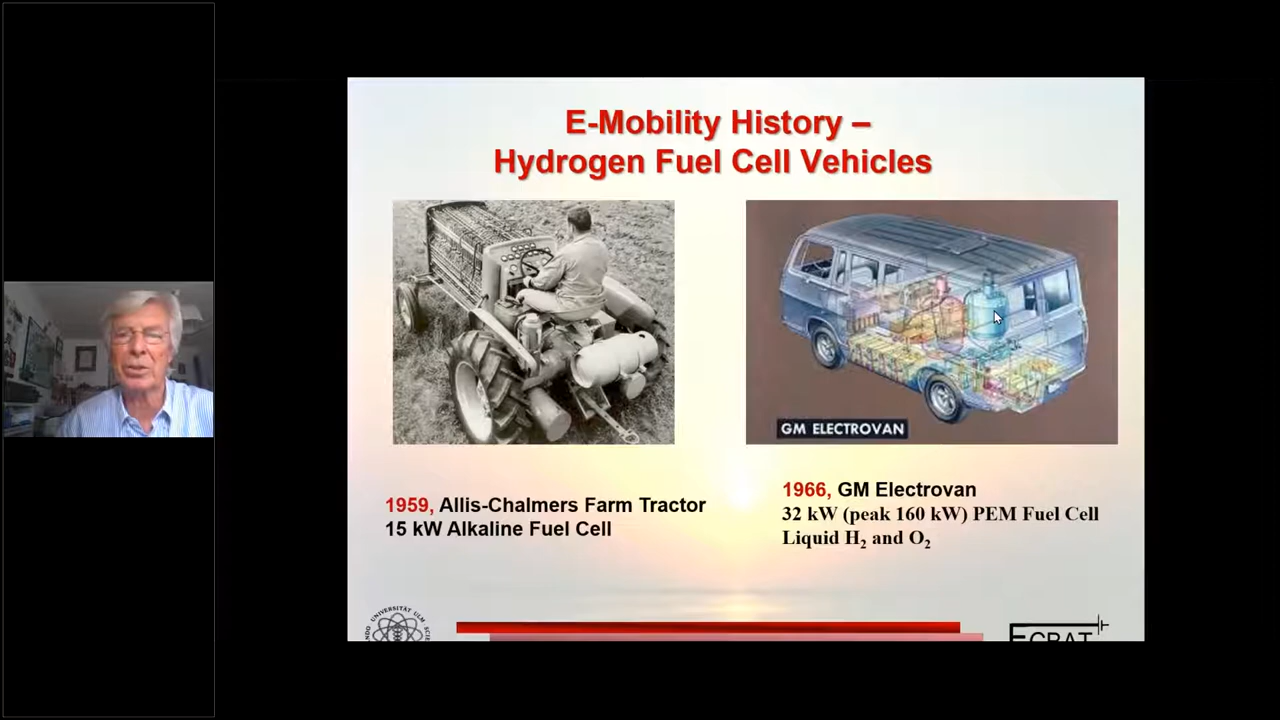 E-Mobility History –
Hydrogen Fuel Cell Vehicles
GM ELECTROVAN
1959, Allis-Chalmers Farm Tractor
15 kW Alkaline Fuel Cell
1966, GM Electrovan
32 kW (peak 160 kW) PEM Fuel Cell
Liquid H₂ and O₂
UNIVERSITÄT ULM
ECBAT